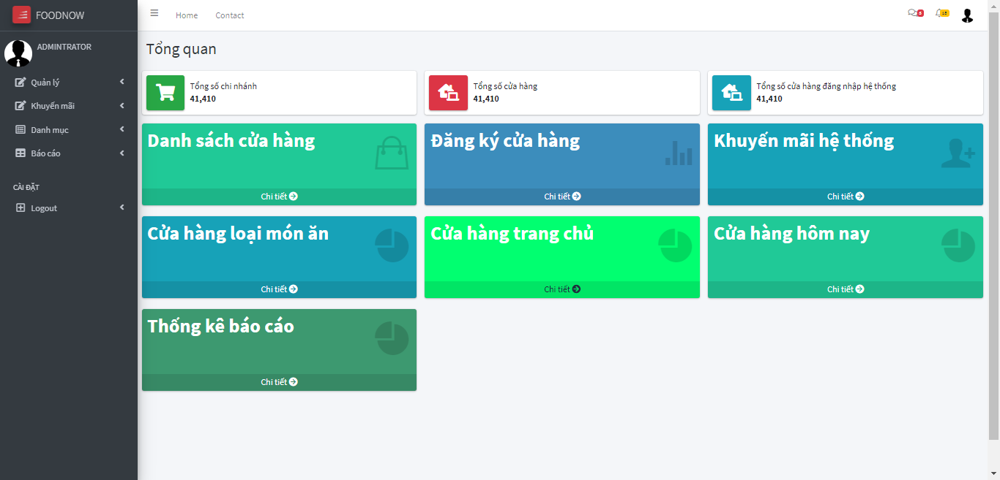 FOODNOW
Home Contact
5
15
ADMINTRATOR
Quản lý
Khuyến mãi
Danh mục
Báo cáo
CÀI ĐẶT
Logout
Tổng quan
Tổng số chi nhánh
41,410
Tổng số cửa hàng
41,410
Tổng số cửa hàng đăng nhập hệ thống
41,410
Danh sách cửa hàng
Chi tiết
Đăng ký cửa hàng
Chi tiết
Khuyến mãi hệ thống
Chi tiết
Cửa hàng loại món ăn
Chi tiết
Cửa hàng trang chủ
Chi tiết
Cửa hàng hôm nay
Chi tiết
Thống kê báo cáo
Chi tiết